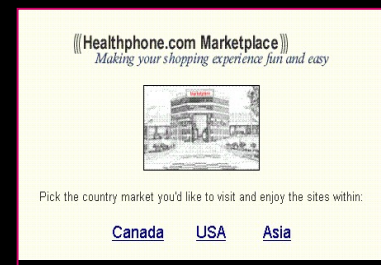 (((Healthphone.com Marketplace)))
Making your shopping experience fun and easy
Pick the country market you'd like to visit and enjoy the sites within:
Canada USA Asia